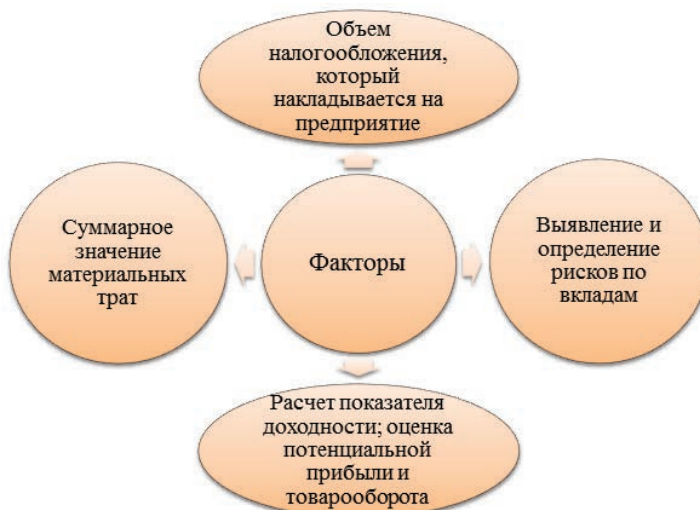 Объем
налогообложения,
который
накладывается на
предприятие
Суммарное
значение
материальных
трат
Факторы
Выявление и
определение
рисков по
вкладам
Расчет показателя
доходности; оценка
потенциальной
прибыли и
товарооборота